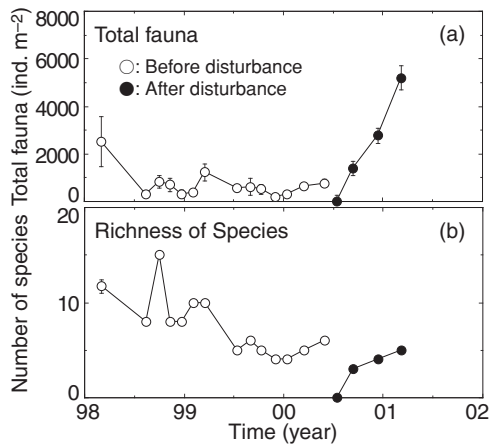 Total fauna (ind. m⁻²)
8000
6000
4000
2000
0
Total fauna
(a)
○: Before disturbance
●: After disturbance
Number of species
20
10
0
Richness of Species
(b)
98 99 00 01 02
Time (year)